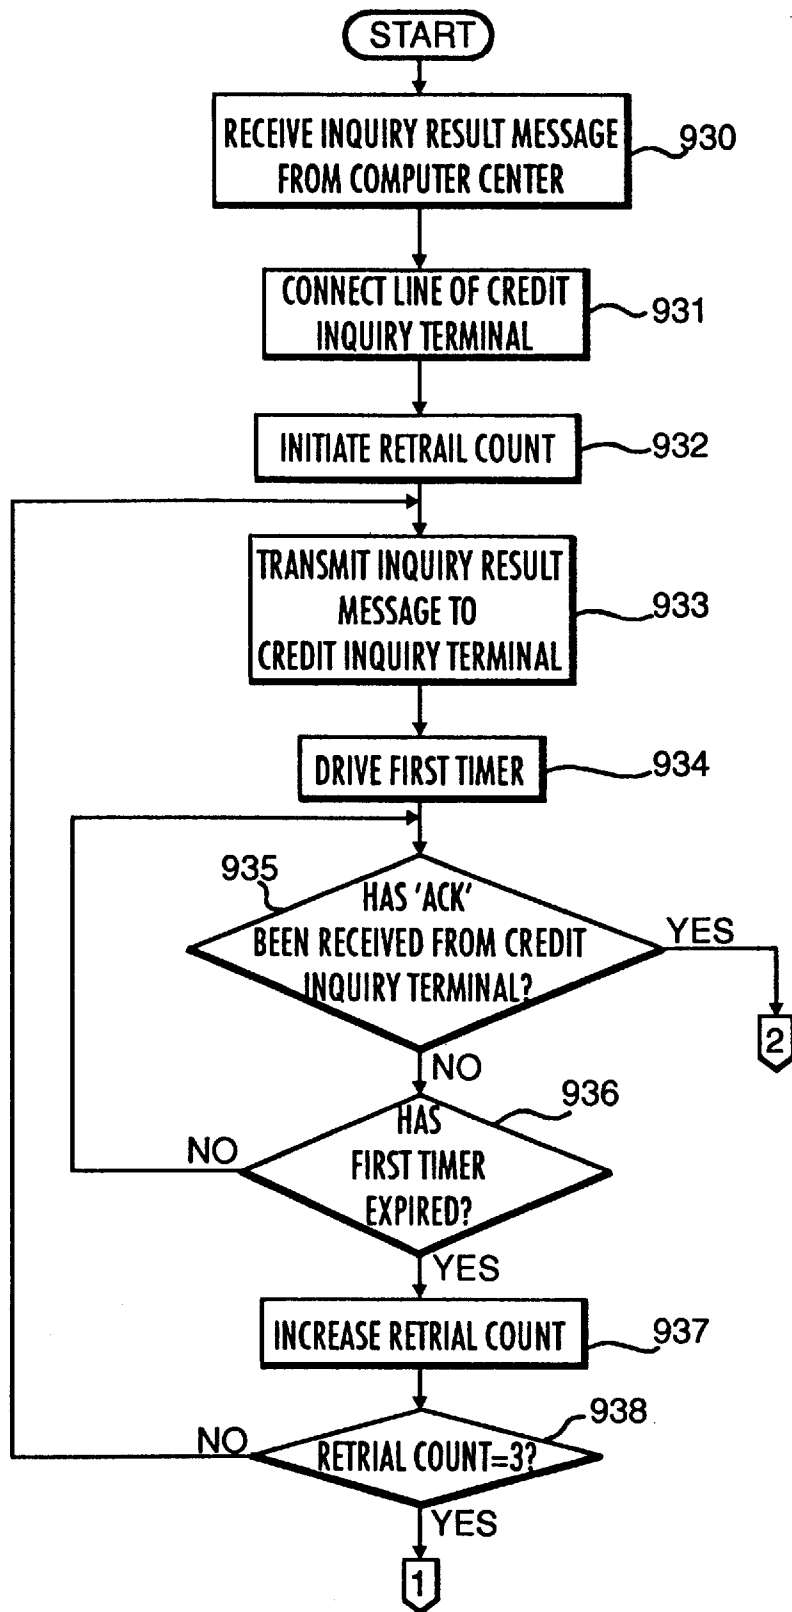 START
RECEIVE INQUIRY RESULT MESSAGE
FROM COMPUTER CENTER
930
CONNECT LINE OF CREDIT
INQUIRY TERMINAL
931
INITIATE RETRAIL COUNT
932
TRANSMIT INQUIRY RESULT
MESSAGE TO
CREDIT INQUIRY TERMINAL
933
DRIVE FIRST TIMER
934
935
HAS 'ACK'
BEEN RECEIVED FROM CREDIT
INQUIRY TERMINAL?
YES
2
NO
936
HAS
FIRST TIMER
EXPIRED?
NO
YES
INCREASE RETRIAL COUNT
937
938
RETRIAL COUNT=3?
NO
YES
1